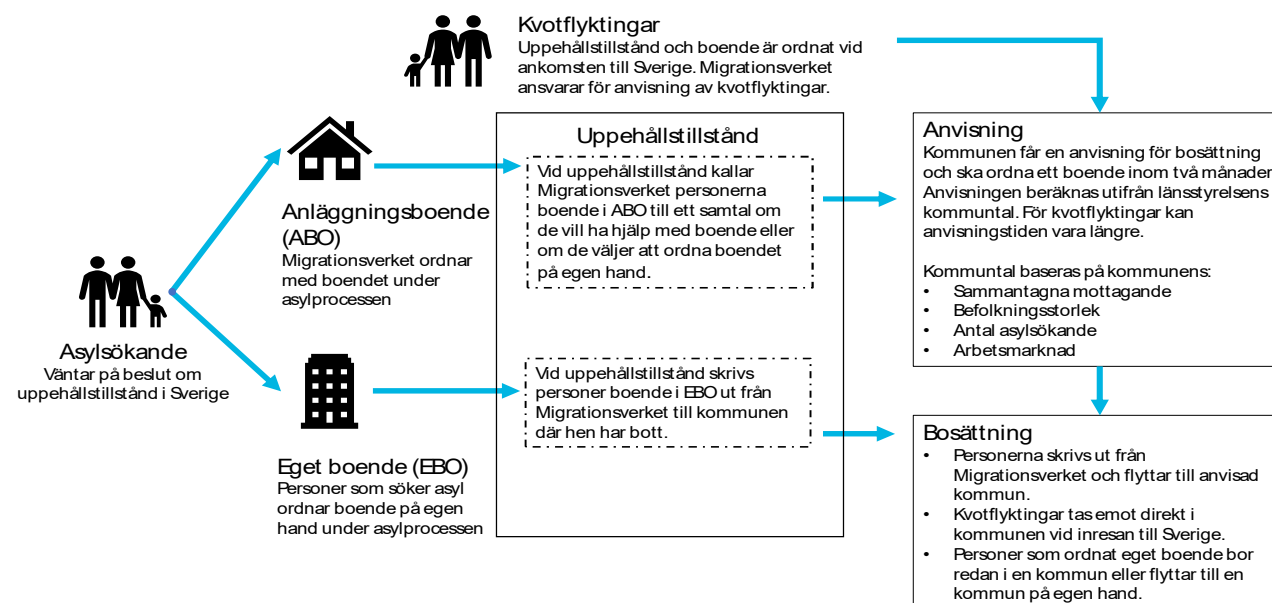 Kvotflyktingar
Uppehållstillstånd och boende är ordnat vid
ankomsten till Sverige. Migrationsverket
ansvarar för anvisning av kvotflyktingar.
Asylsökande
Väntar på beslut om
uppehållstillstånd i Sverige
Anläggningsboende
(ABO)
Migrationsverket ordnar
med boendet under
asylprocessen
Eget boende (EBO)
Personer som söker asyl
ordnar boende på egen
hand under asylprocessen
Uppehållstillstånd
Vid uppehållstillstånd kallar
Migrationsverket personerna
boende i ABO till ett samtal om
de vill ha hjälp med boende eller
om de väljer att ordna boendet
på egen hand.
Vid uppehållstillstånd skrivs
personer boende i EBO ut från
Migrationsverket till kommunen
där hen har bott.
Anvisning
Kommunen får en anvisning för bosättning
och ska ordna ett boende inom två månader.
Anvisningen beräknas utifrån länsstyrelsens
kommuntal. För kvotflyktingar kan
anvisningstiden vara längre.
Kommuntal baseras på kommunens:
• Sammantagna mottagande
• Befolkningsstorlek
• Antal asylsökande
• Arbetsmarknad
Bosättning
• Personerna skrivs ut från
Migrationsverket och flyttar till anvisad
kommun.
• Kvotflyktingar tas emot direkt i
kommunen vid inresan till Sverige.
• Personer som ordnat eget boende bor
redan i en kommun eller flyttar till en
kommun på egen hand.